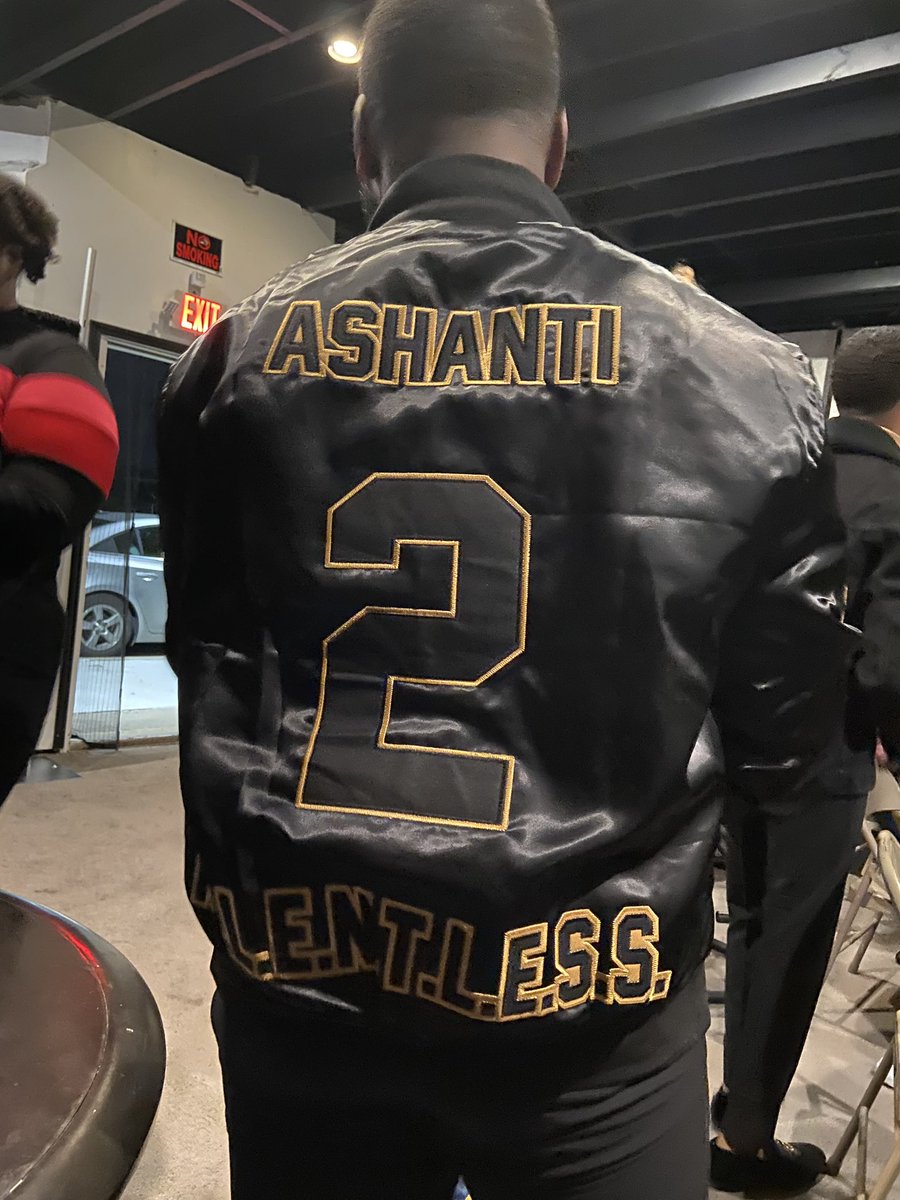 NO
SMOKING
EXIT
ASHANTI
2
L.E.N.T.L.E.S.S.